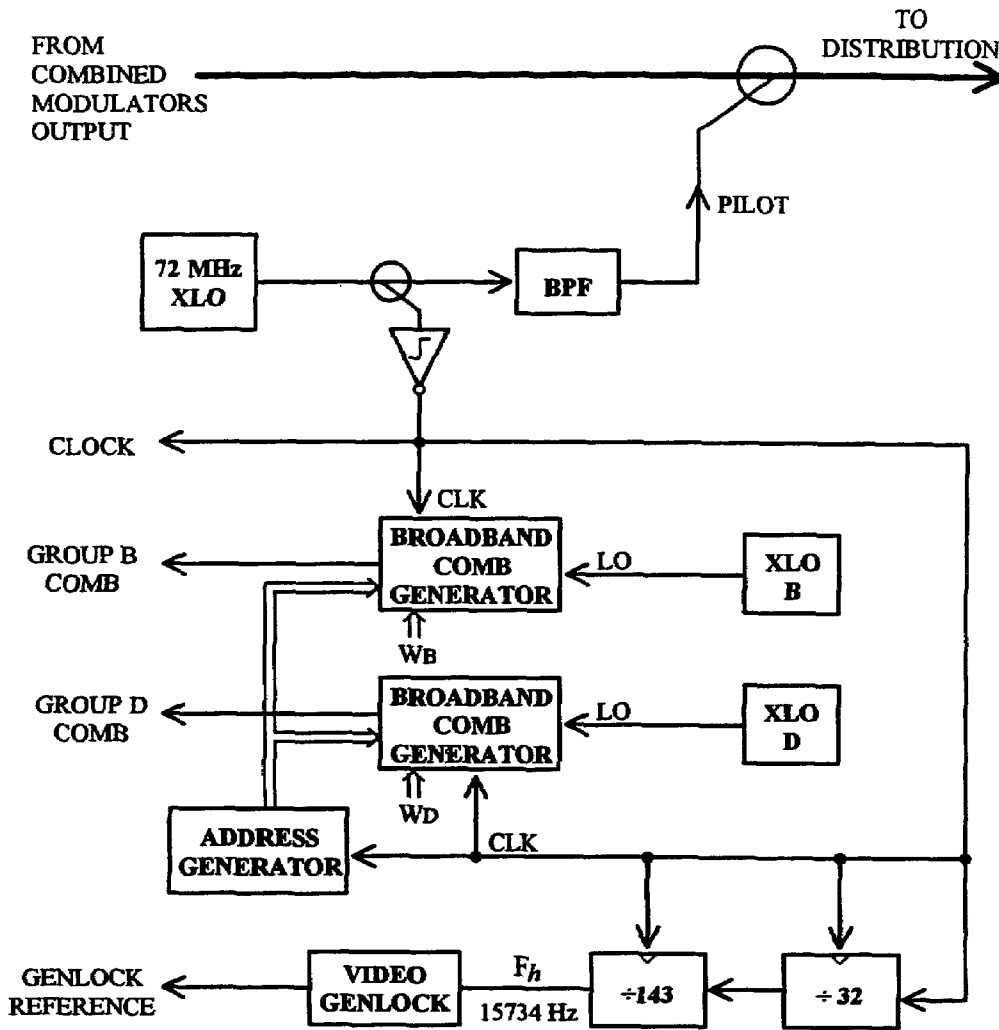 FROM
COMBINED
MODULATORS
OUTPUT
TO
DISTRIBUTION
PILOT
72 MHz
XLO
BPF
CLOCK
CLK
GROUP B
COMB
BROADBAND
COMB
GENERATOR
LO
XLO
B
WB
GROUP D
COMB
BROADBAND
COMB
GENERATOR
LO
XLO
D
WD
ADDRESS
GENERATOR
CLK
GENLOCK
REFERENCE
VIDEO
GENLOCK
Fh
15734 Hz
÷143
÷ 32